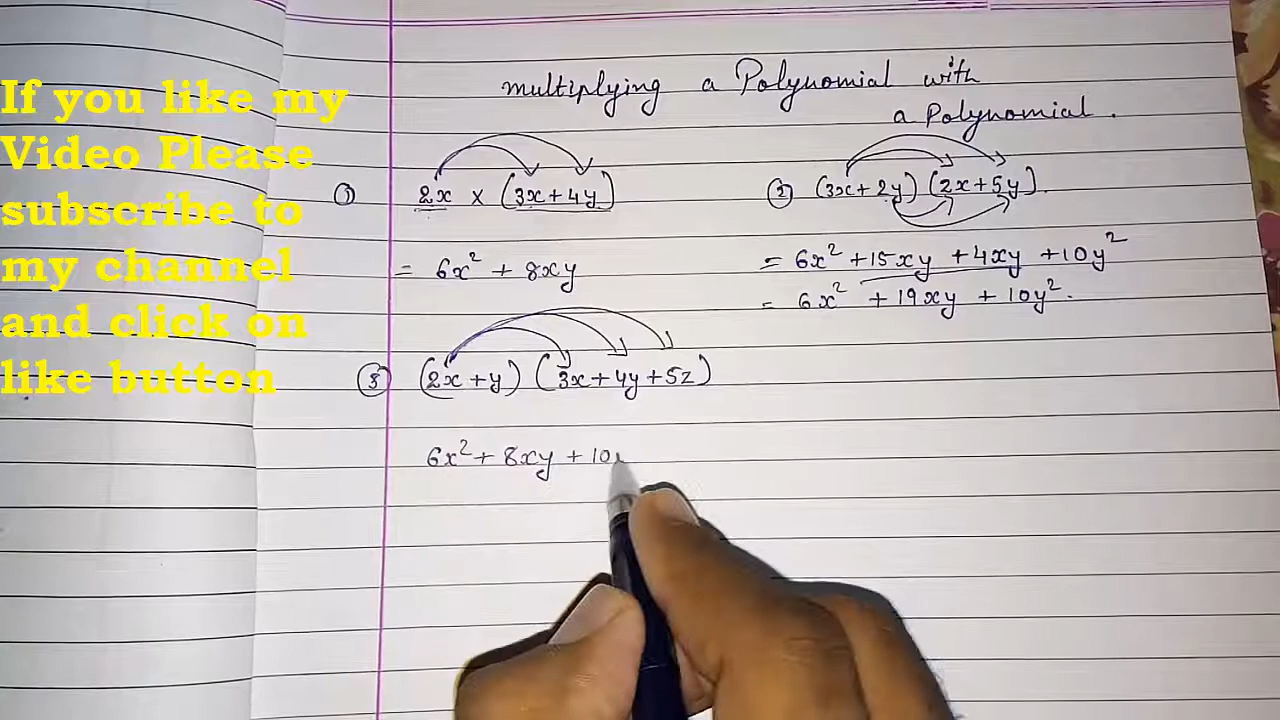 If you like my
Video Please
subscribe to
my channel
and click on
like button
multiplying a Polynomial with
a Polynomial .
① 2x × (3x+4y)
= 6x² + 8xy
② (3x+2y) (2x+5y).
= 6x² +15xy +4xy +10y²
= 6x² + 19xy + 10y².
③ (2x+y) (3x+4y+5z)
6x² + 8xy + 10